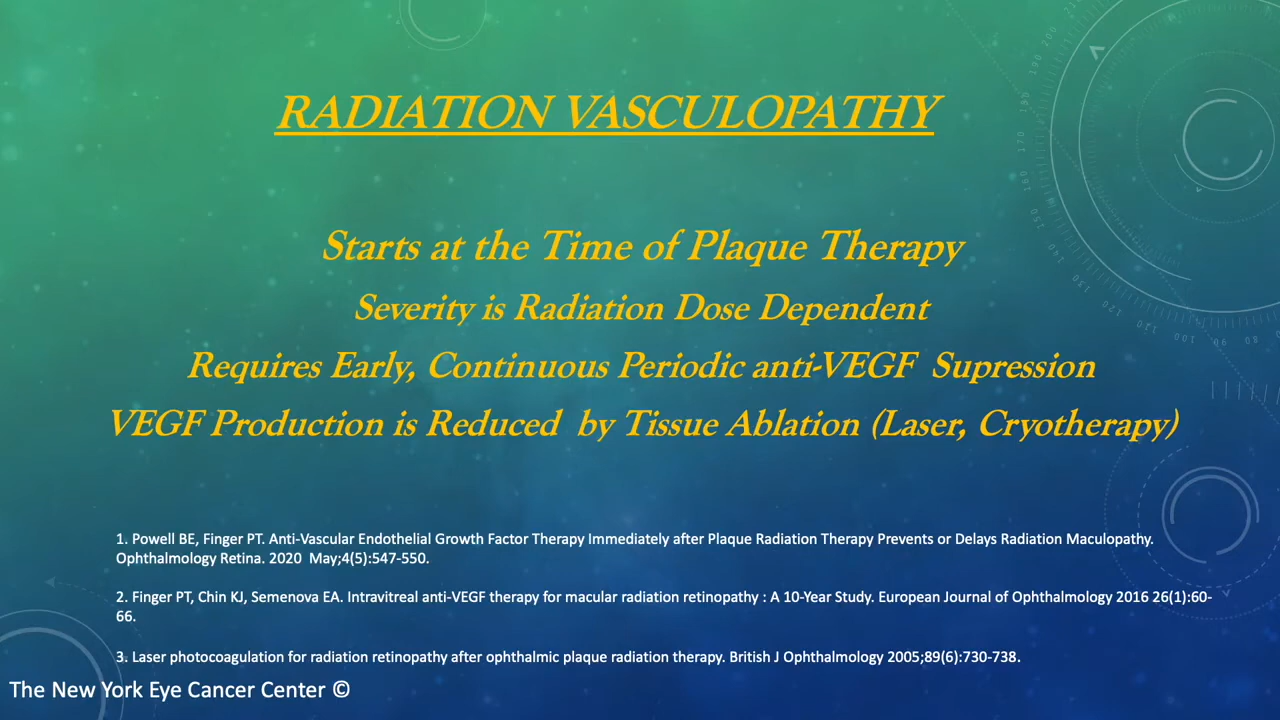 RADIATION VASCULOPATHY
Starts at the Time of Plaque Therapy
Severity is Radiation Dose Dependent
Requires Early, Continuous Periodic anti-VEGF Supression
VEGF Production is Reduced by Tissue Ablation (Laser, Cryotherapy)
1. Powell BE, Finger PT. Anti-Vascular Endothelial Growth Factor Therapy Immediately after Plaque Radiation Therapy Prevents or Delays Radiation Maculopathy.
Ophthalmology Retina. 2020 May;4(5):547-550.
2. Finger PT, Chin KJ, Semenova EA. Intravitreal anti-VEGF therapy for macular radiation retinopathy : A 10-Year Study. European Journal of Ophthalmology 2016 26(1):60-
66.
3. Laser photocoagulation for radiation retinopathy after ophthalmic plaque radiation therapy. British J Ophthalmology 2005;89(6):730-738.
The New York Eye Cancer Center ©